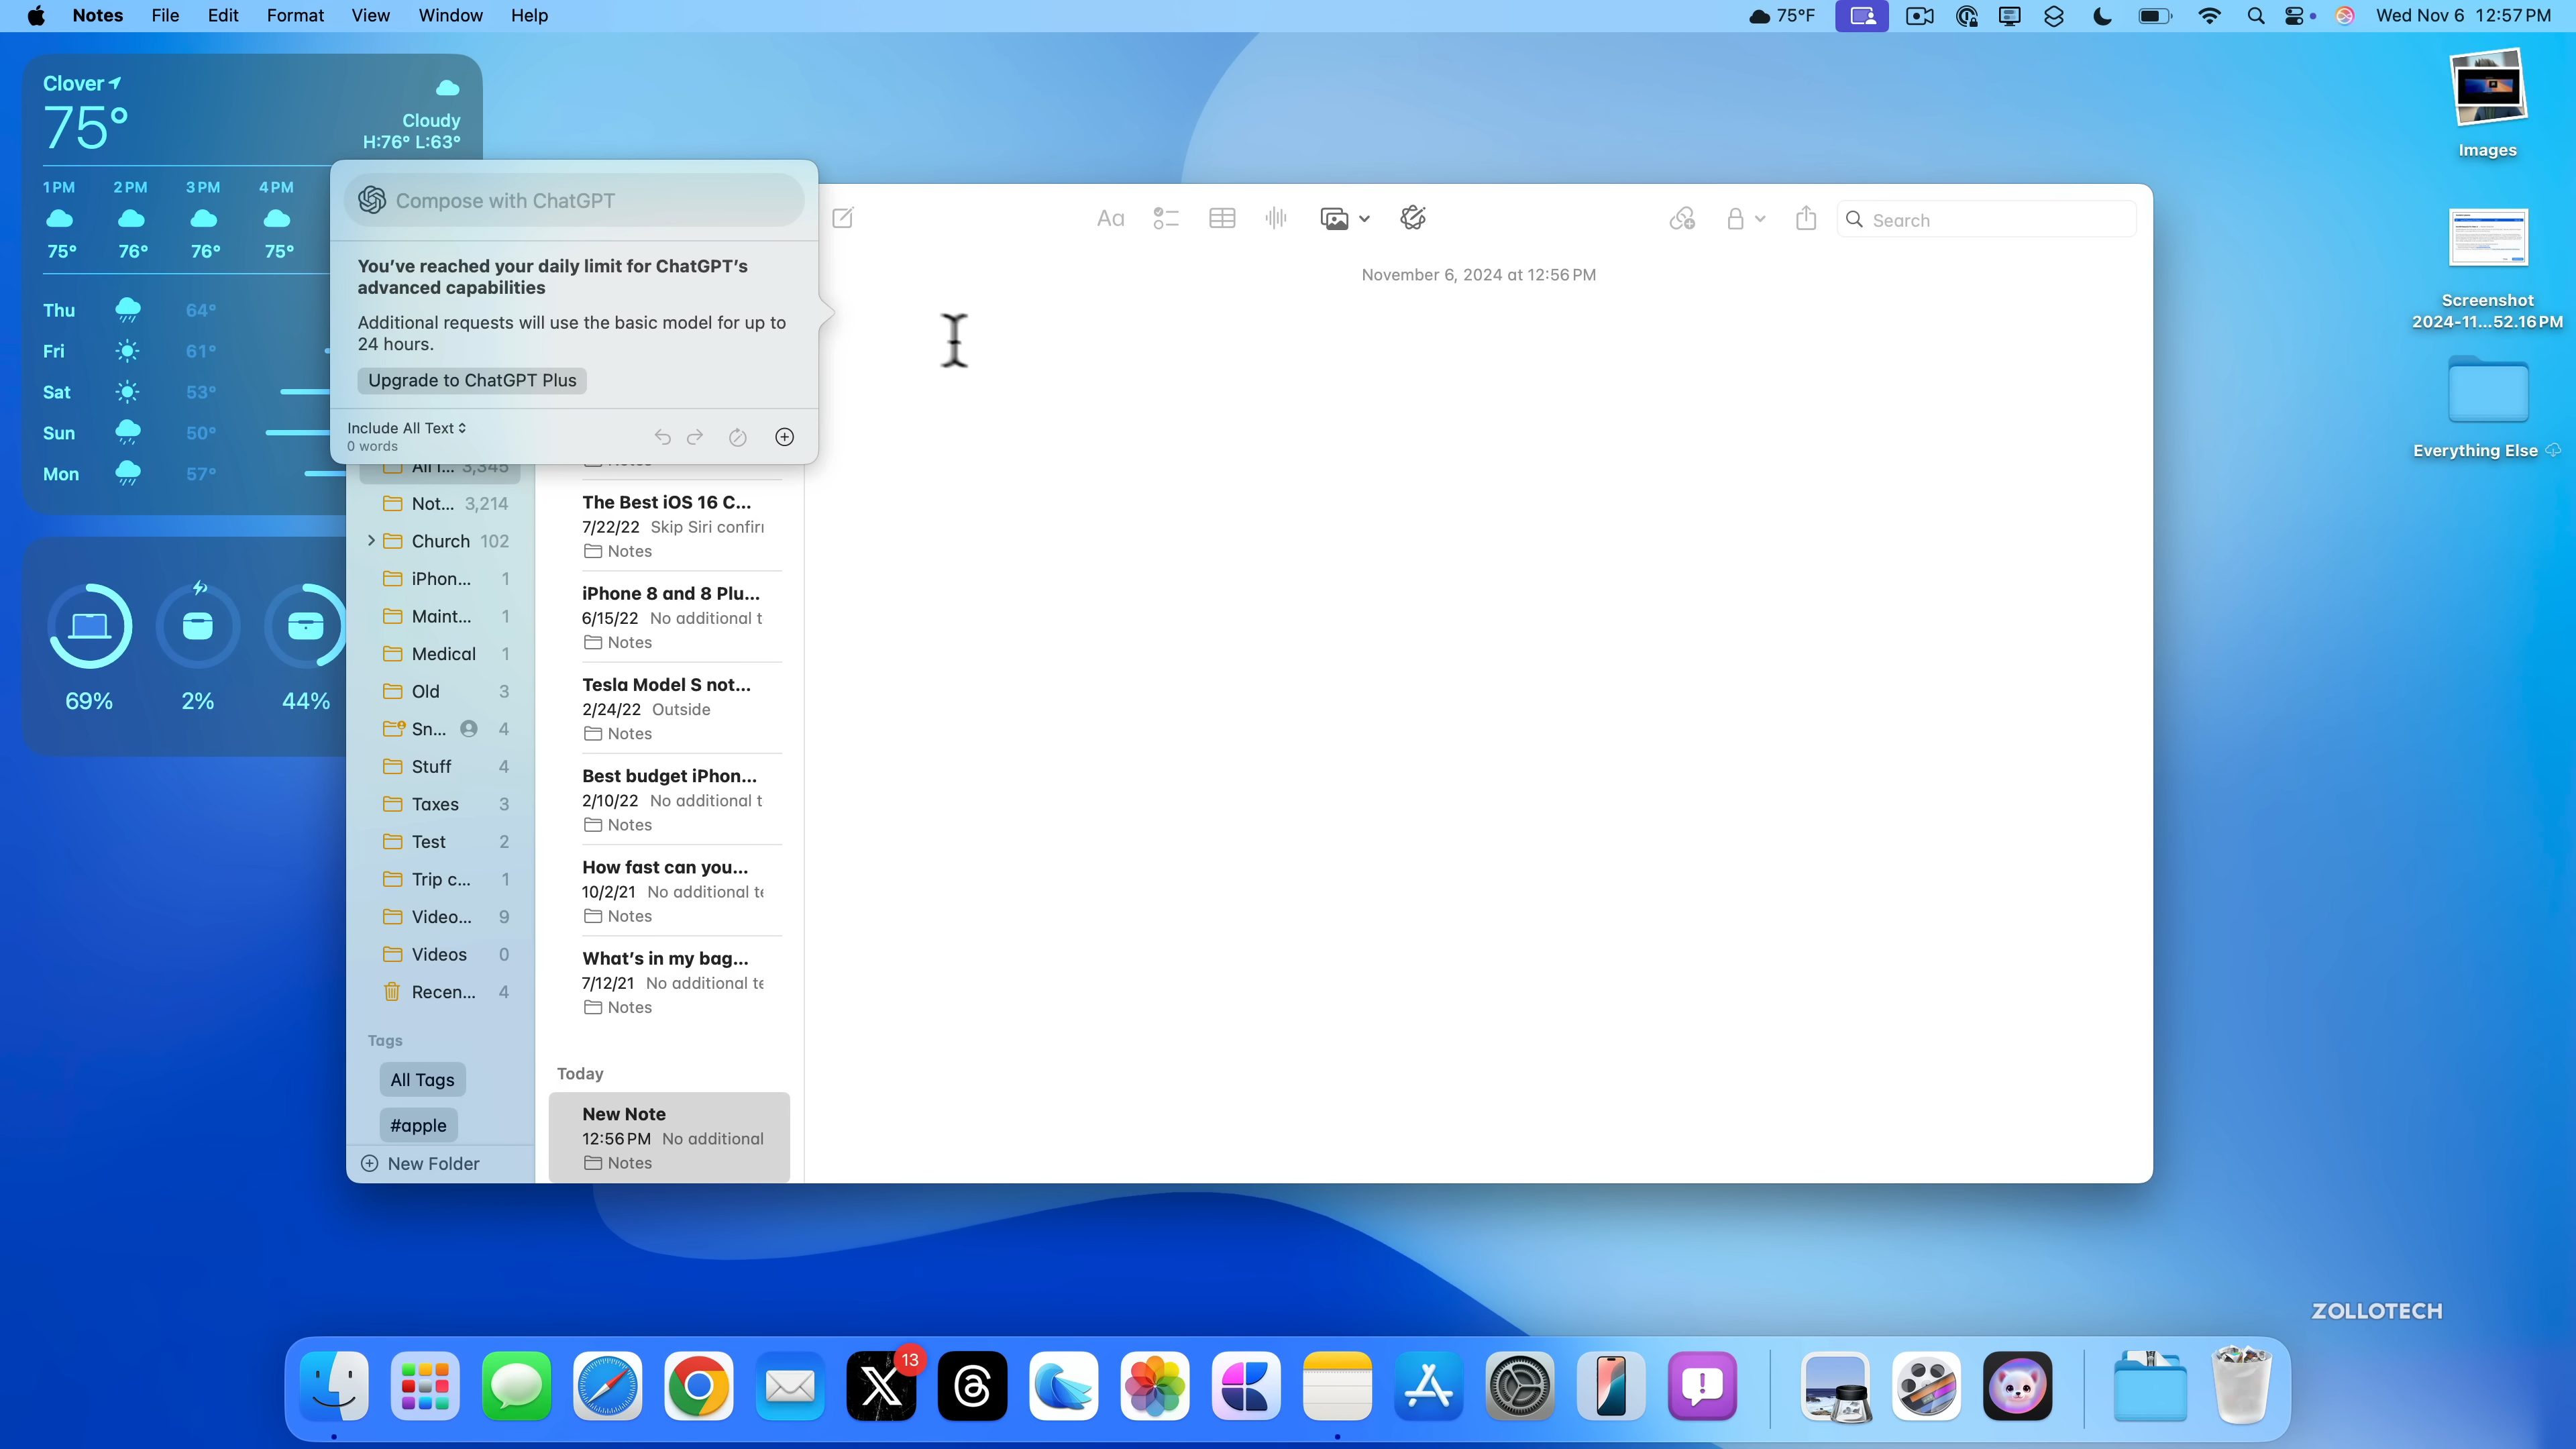 Notes File Edit Format View Window Help
75°F Wed Nov 6 12:57 PM
Clover
75°
Cloudy
H:76° L:63°
1 PM 2 PM 3 PM 4 PM
75° 76° 76° 75°
Thu 64°
Fri 61°
Sat 53°
Sun 50°
Mon 57°
69% 2% 44%
Compose with ChatGPT
You've reached your daily limit for ChatGPT's
advanced capabilities
Additional requests will use the basic model for up to
24 hours.
Upgrade to ChatGPT Plus
Include All Text
0 words
All I... 3,345
Not... 3,214
Church 102
iPhon... 1
Maint... 1
Medical 1
Old 3
Sn... 4
Stuff 4
Taxes 3
Test 2
Trip c... 1
Video... 9
Videos 0
Recen... 4
Tags
All Tags
#apple
New Folder
Notes
The Best iOS 16 C...
7/22/22 Skip Siri confirm
Notes
iPhone 8 and 8 Plu...
6/15/22 No additional t
Notes
Tesla Model S not...
2/24/22 Outside
Notes
Best budget iPhon...
2/10/22 No additional t
Notes
How fast can you...
10/2/21 No additional te
Notes
What's in my bag...
7/12/21 No additional te
Notes
Today
New Note
12:56 PM No additional
Notes
Aa
Search
November 6, 2024 at 12:56 PM
Images
Screenshot
2024-11...52.16 PM
Everything Else
ZOLLOTECH
13